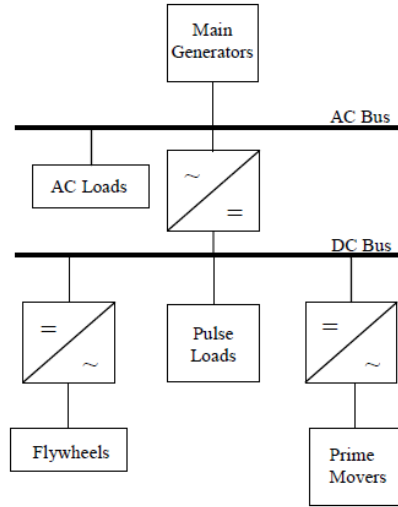 Main
Generators
AC Bus
AC Loads
~
=
DC Bus
=
~
Pulse
Loads
=
~
Flywheels
Prime
Movers